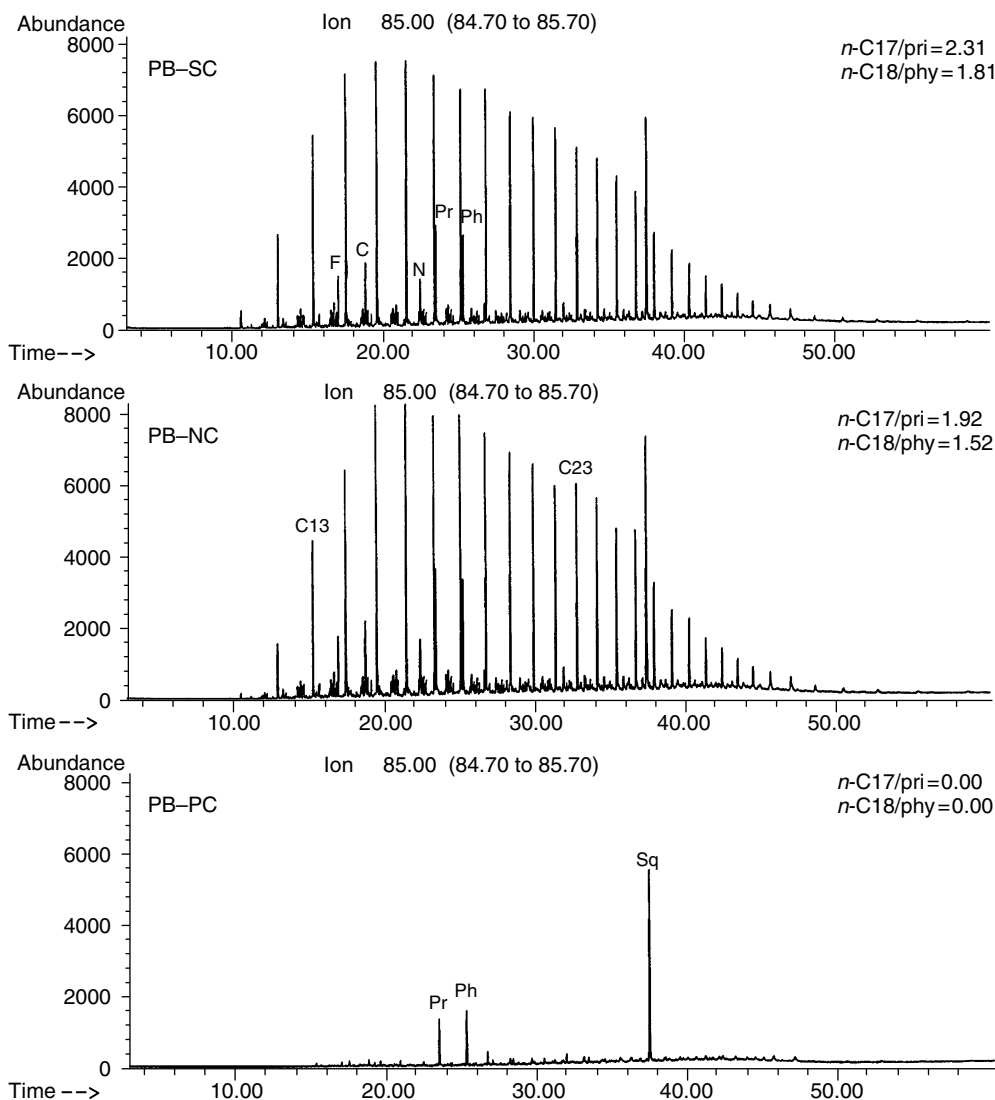 Abundance Ion 85.00 (84.70 to 85.70)
8000
n-C17/pri=2.31
PB–SC
n-C18/phy=1.81
6000
4000
Pr
Ph
2000
F
C
N
0
10.00 20.00 30.00 40.00 50.00
Time-->
Abundance Ion 85.00 (84.70 to 85.70)
8000
n-C17/pri=1.92
PB–NC
n-C18/phy=1.52
C23
6000
C13
4000
2000
0
10.00 20.00 30.00 40.00 50.00
Time-->
Abundance Ion 85.00 (84.70 to 85.70)
8000
n-C17/pri=0.00
PB–PC
n-C18/phy=0.00
6000
Sq
4000
2000
Pr
Ph
0
10.00 20.00 30.00 40.00 50.00
Time -->